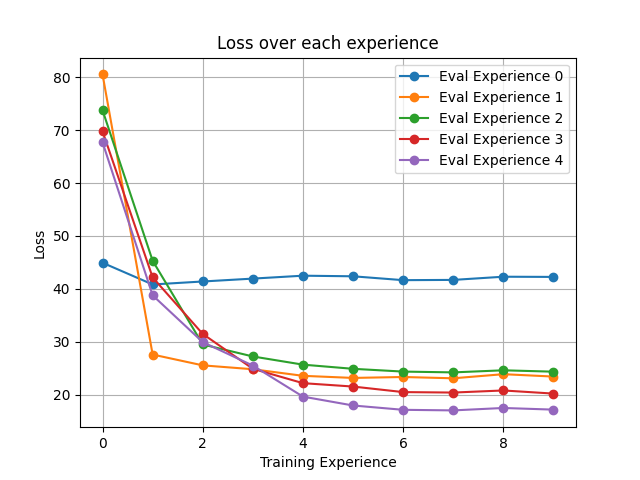 Loss over each experience
Eval Experience 0
Eval Experience 1
Eval Experience 2
Eval Experience 3
Eval Experience 4
Loss
80
70
60
50
40
30
20
0 2 4 6 8
Training Experience